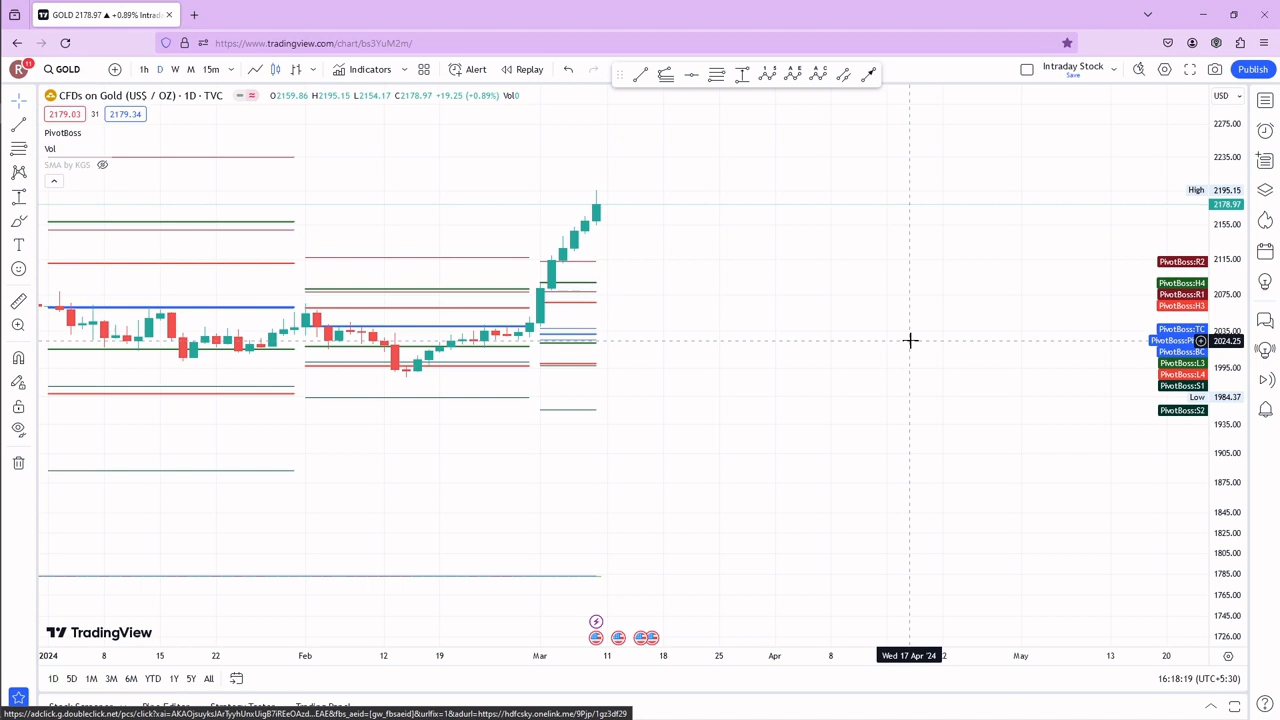 GOLD 2178.97 ▲ +0.89% Intrada
https://www.tradingview.com/chart/bs3YuM2m/
R 11 GOLD 1h D W M 15m Indicators Alert Replay Intraday Stock Save Publish
CFDs on Gold (US$ / OZ) · 1D · TVC O2159.86 H2195.15 L2154.17 C2178.97 +19.25 (+0.89%) Vol0 USD
2179.03 31 2179.34
PivotBoss
Vol
SMA by KGS
2275.00
2235.00
High 2195.15
2178.97
2155.00
2115.00
PivotBoss:R2
PivotBoss:H4
PivotBoss:R1
2075.00
PivotBoss:H3
PivotBoss:TC
2035.00
2024.25
PivotBoss:BC
PivotBoss:L3
1995.00
PivotBoss:L4
PivotBoss:S1
Low 1984.37
PivotBoss:S2
1935.00
1905.00
1875.00
1845.00
1825.00
1805.00
1785.00
1765.00
1745.00
1726.00
TradingView
2024 8 15 22 Feb 12 19 Mar 11 18 25 Apr 8 Wed 17 Apr '24 May 13 20
1D 5D 1M 3M 6M YTD 1Y 5Y All 16:18:19 (UTC+5:30)